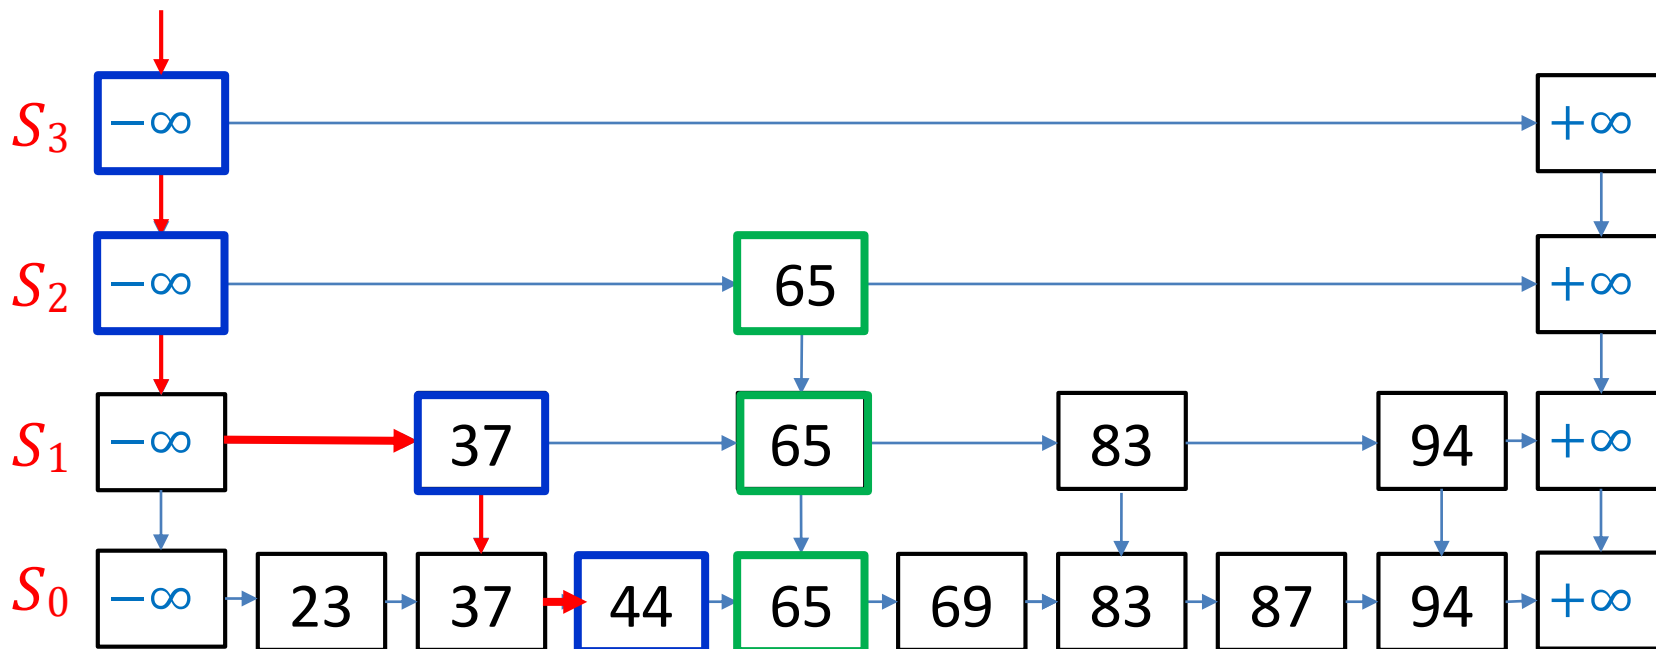 S₃ −∞ +∞
S₂ −∞ 65 +∞
S₁ −∞ 37 65 83 94 +∞
S₀ −∞ 23 37 44 65 69 83 87 94 +∞